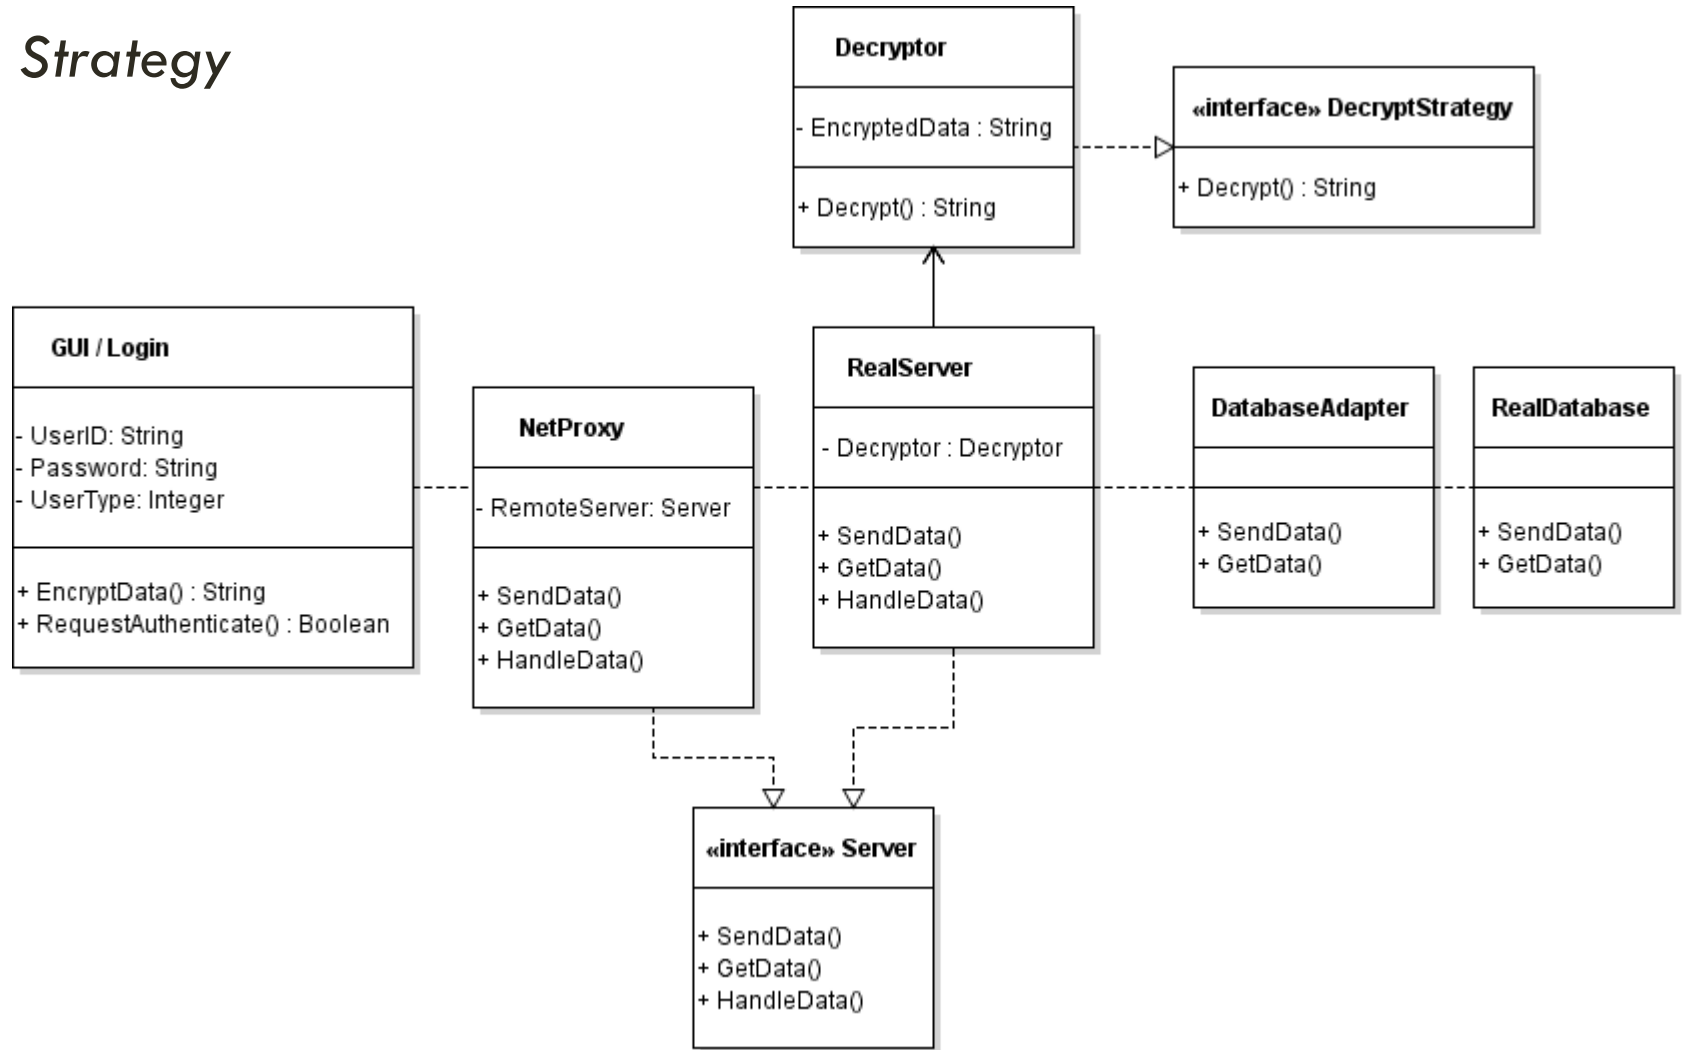 Strategy
Decryptor
- EncryptedData : String
+ Decrypt() : String
«interface» DecryptStrategy
+ Decrypt() : String
GUI / Login
- UserID: String
- Password: String
- UserType: Integer
+ EncryptData() : String
+ RequestAuthenticate() : Boolean
NetProxy
- RemoteServer: Server
+ SendData()
+ GetData()
+ HandleData()
RealServer
- Decryptor : Decryptor
+ SendData()
+ GetData()
+ HandleData()
DatabaseAdapter
+ SendData()
+ GetData()
RealDatabase
+ SendData()
+ GetData()
«interface» Server
+ SendData()
+ GetData()
+ HandleData()